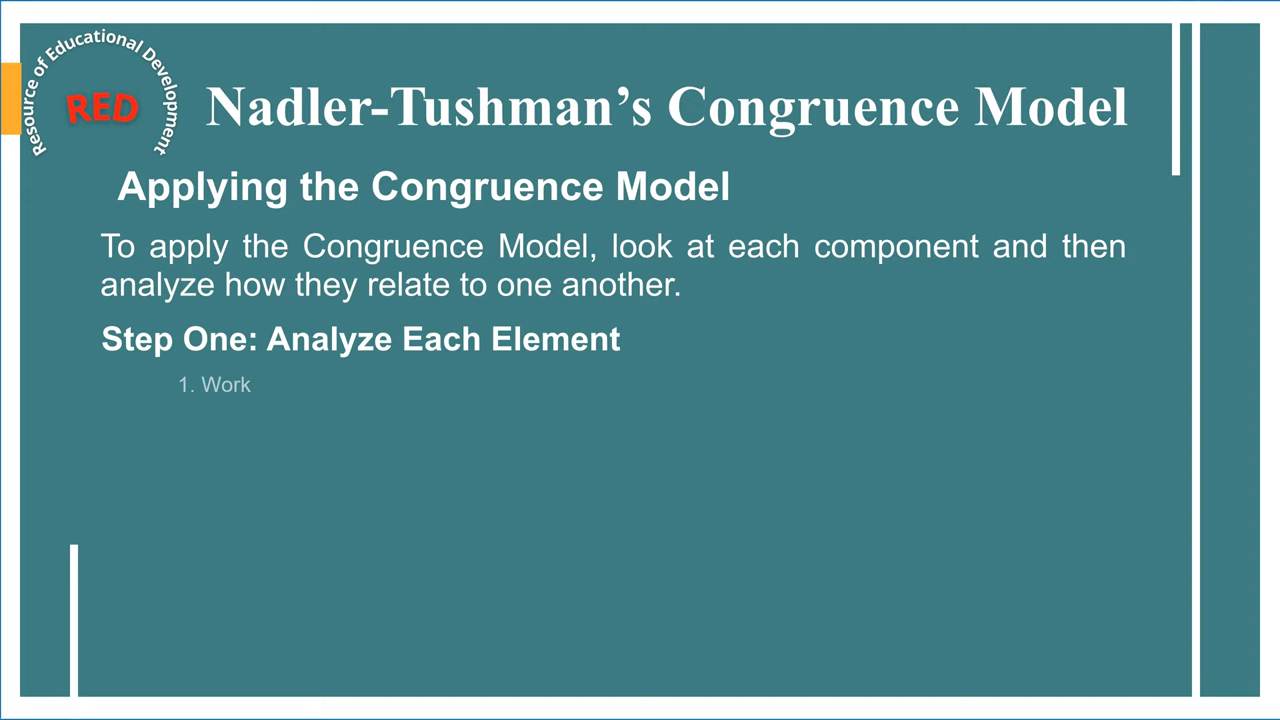 Resource of Educational Development
RED
Nadler-Tushman’s Congruence Model
Applying the Congruence Model
To apply the Congruence Model, look at each component and then
analyze how they relate to one another.
Step One: Analyze Each Element
1. Work